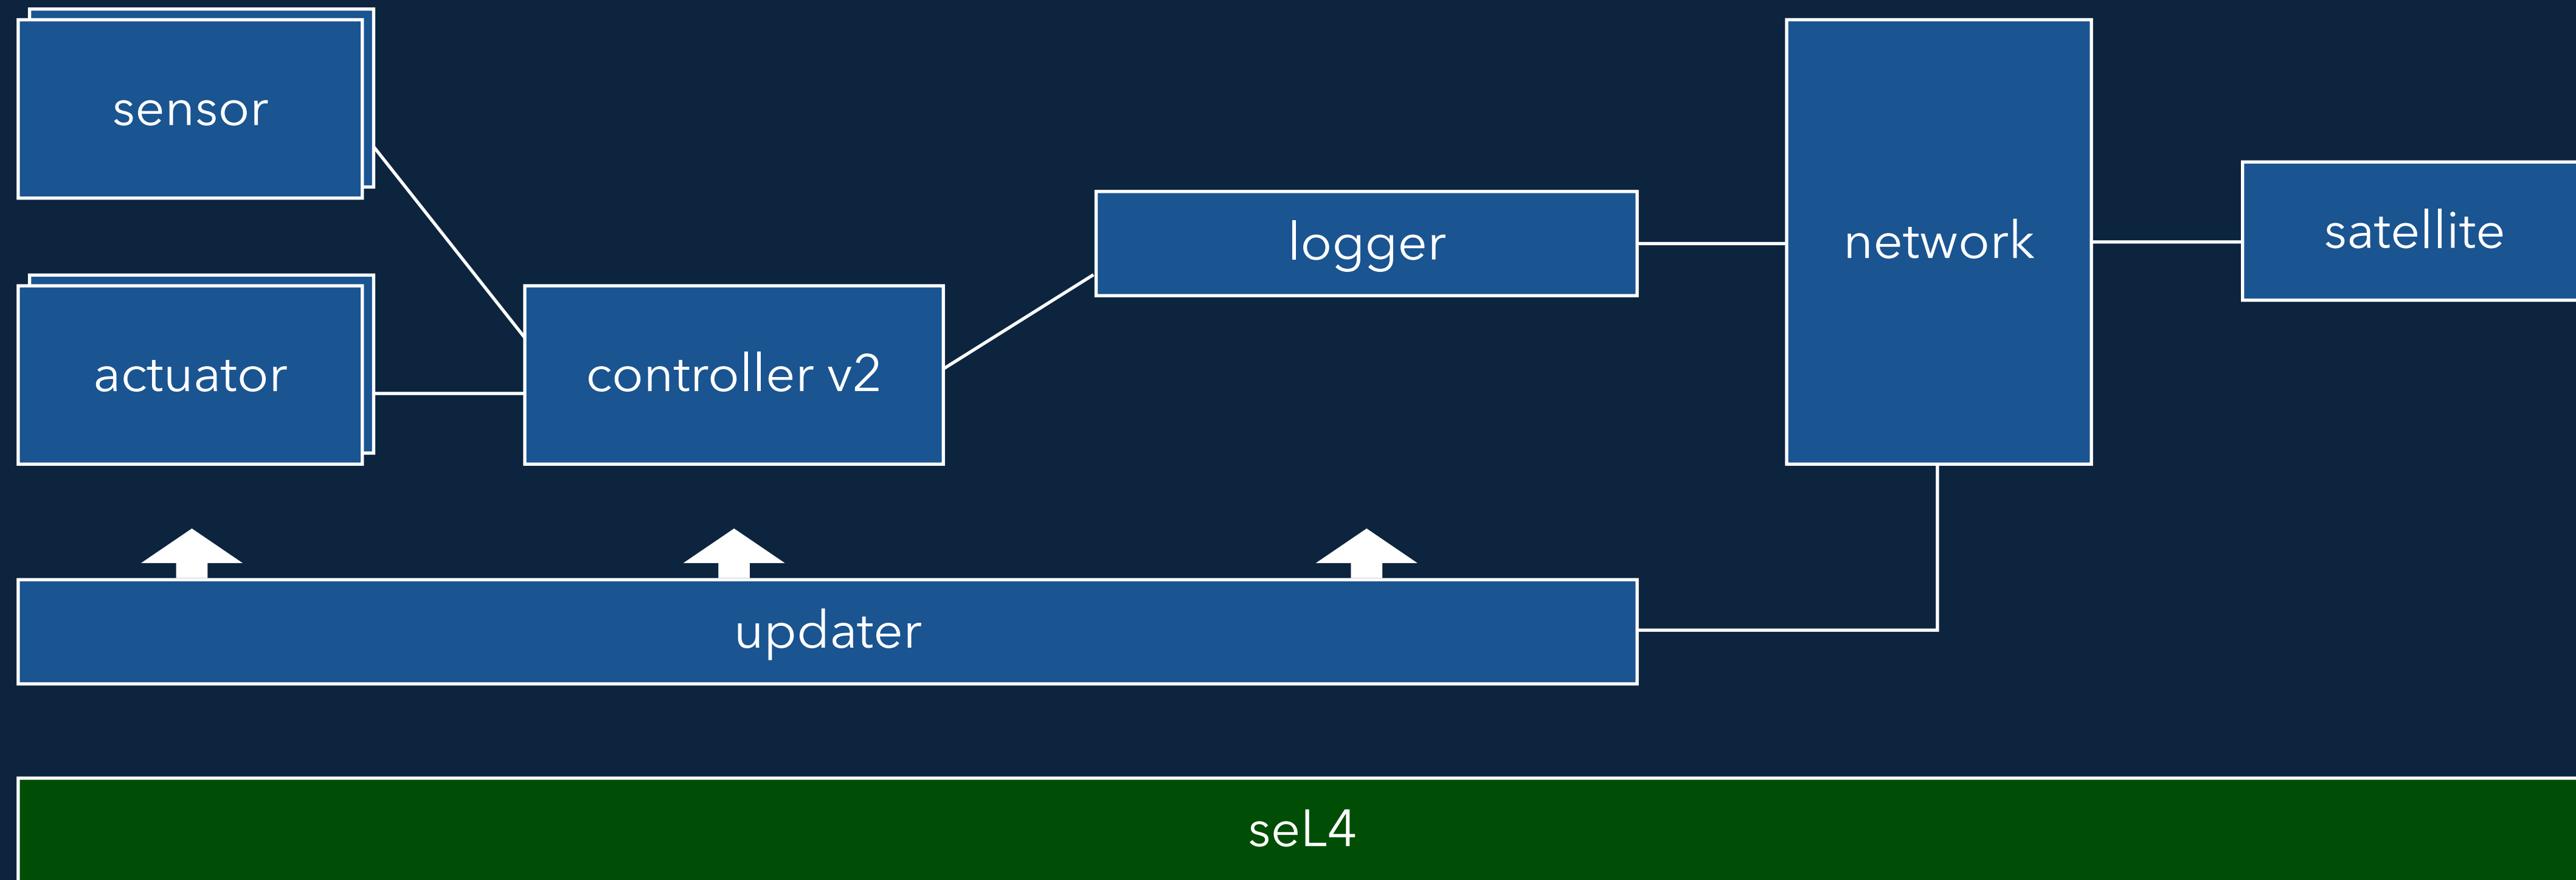 sensor
actuator
controller v2
logger
network
satellite
updater
seL4